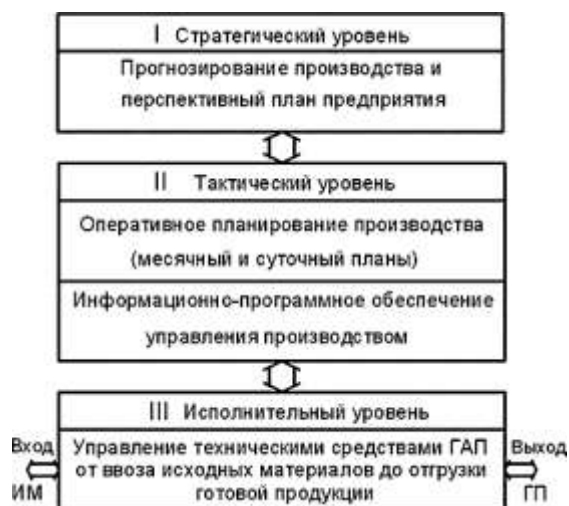 I Стратегический уровень
Прогнозирование производства и
перспективный план предприятия
II Тактический уровень
Оперативное планирование производства
(месячный и суточный планы)
Информационно-программное обеспечение
управления производством
III Исполнительный уровень
Вход
Управление техническими средствами ГАП
от ввоза исходных материалов до отгрузки
готовой продукции
Выход
ИМ
ГП